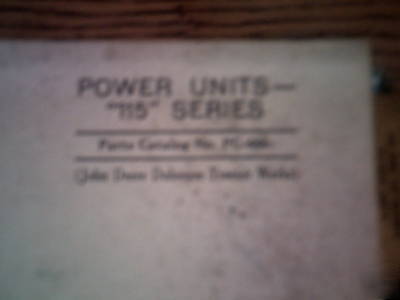 POWER UNITS—
"115" SERIES
Parts Catalog No.
(John Deere Dubuque Tractor Works)